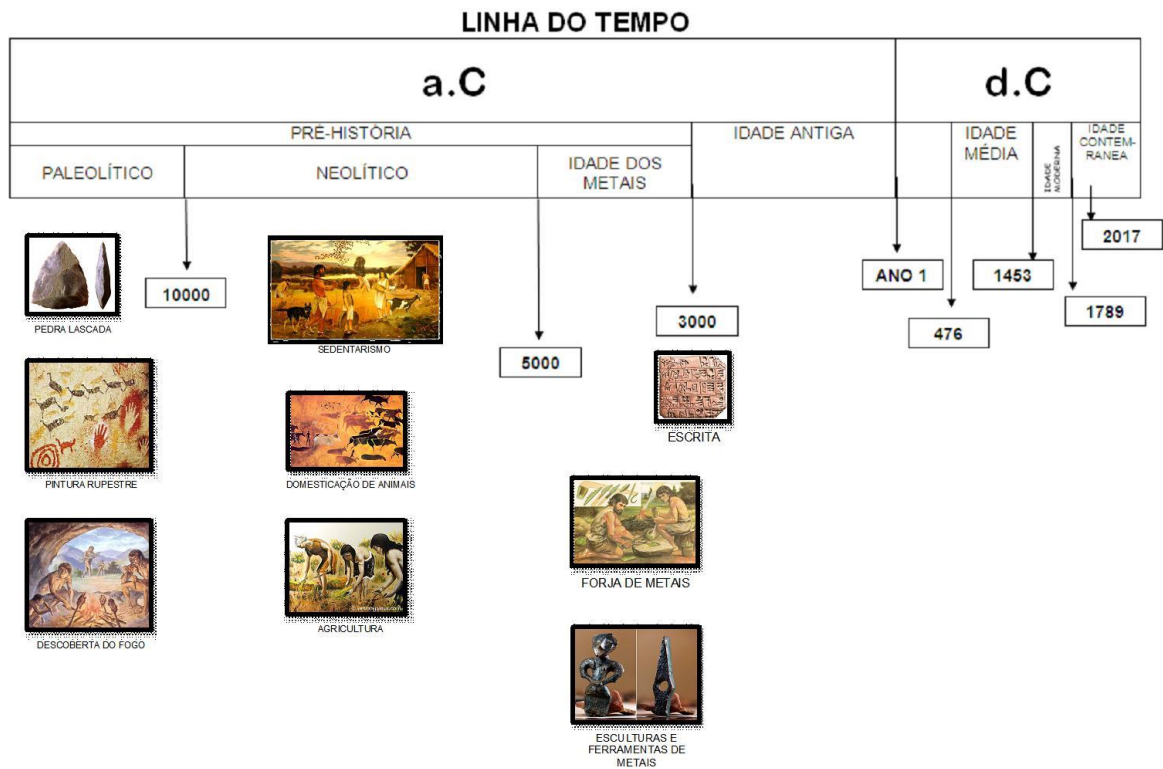 LINHA DO TEMPO
a.C
d.C
PRÉ-HISTÓRIA
IDADE ANTIGA
IDADE
MÉDIA
IDADE
MODERNA
IDADE
CONTEM-
RANEA
PALEOLÍTICO
NEOLÍTICO
IDADE DOS
METAIS
10000
5000
3000
ANO 1
476
1453
1789
2017
PEDRA LASCADA
PINTURA RUPESTRE
DESCOBERTA DO FOGO
SEDENTARISMO
DOMESTICAÇÃO DE ANIMAIS
AGRICULTURA
ESCRITA
FORJA DE METAIS
ESCULTURAS E
FERRAMENTAS DE
METAIS